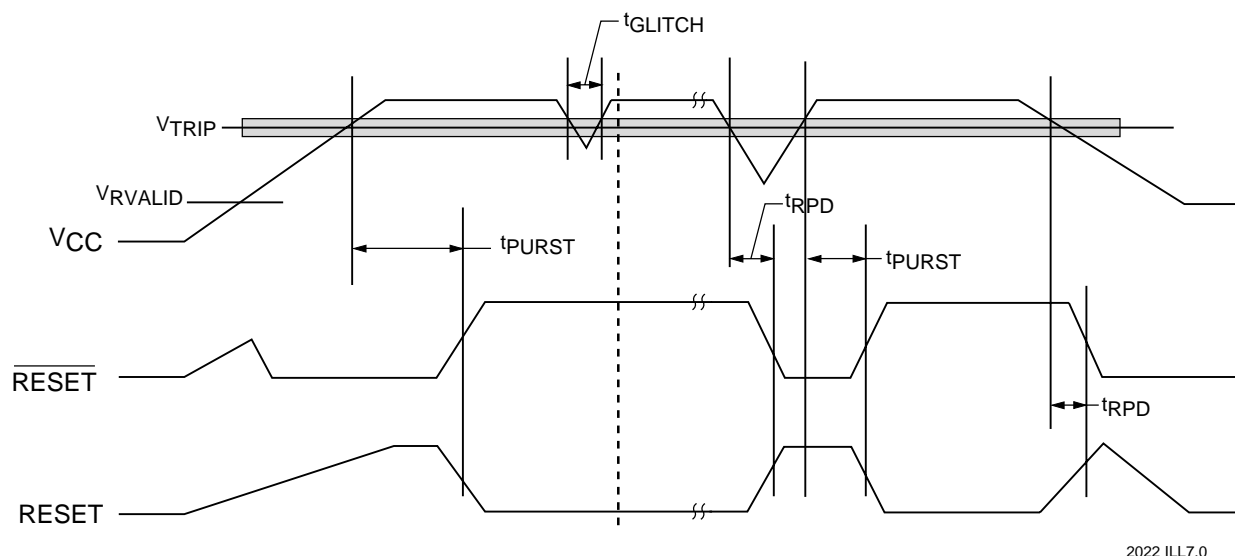 tGLITCH
VTRIP
VRVALID
VCC
tPURST
tRPD
tPURST
RESET
tRPD
RESET
2022 ILL7.0